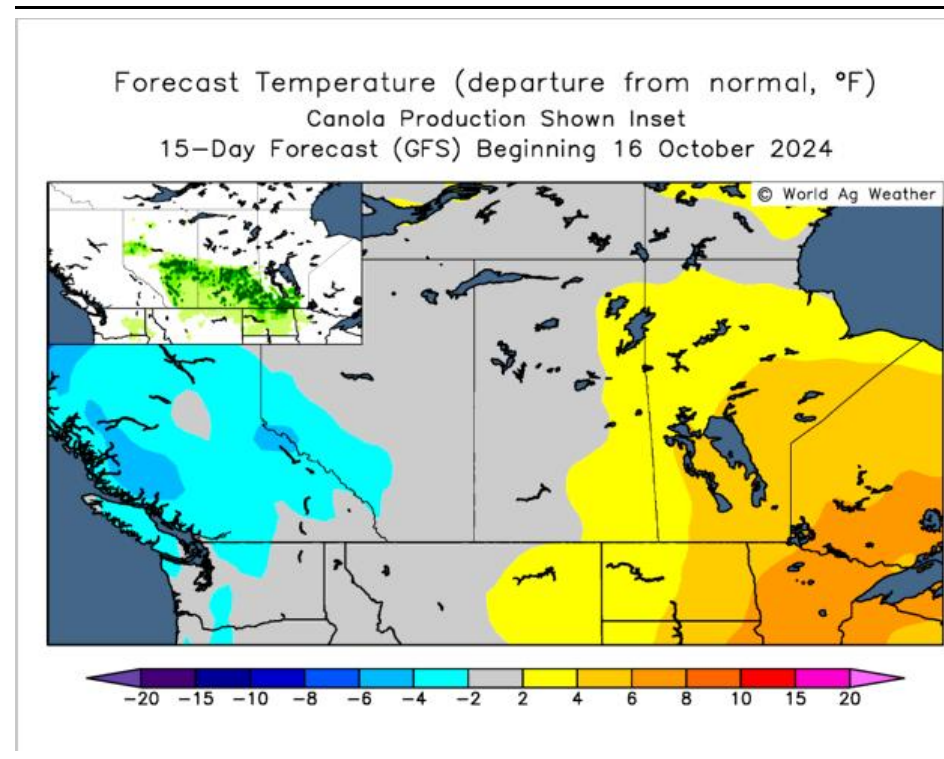 Forecast Temperature (departure from normal, °F)
Canola Production Shown Inset
15-Day Forecast (GFS) Beginning 16 October 2024
© World Ag Weather
-20 -15 -10 -8 -6 -4 -2 2 4 6 8 10 15 20